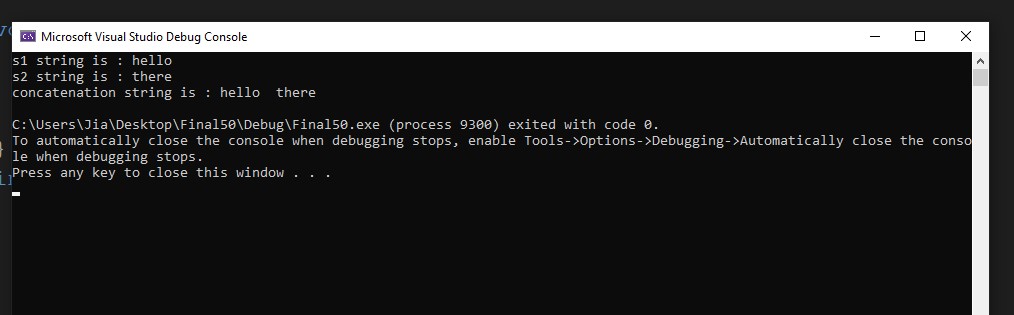 Microsoft Visual Studio Debug Console
s1 string is : hello
s2 string is : there
concatenation string is : hello  there
C:\Users\Jia\Desktop\Final50\Debug\Final50.exe (process 9300) exited with code 0.
To automatically close the console when debugging stops, enable Tools->Options->Debugging->Automatically close the conso
le when debugging stops.
Press any key to close this window . . .